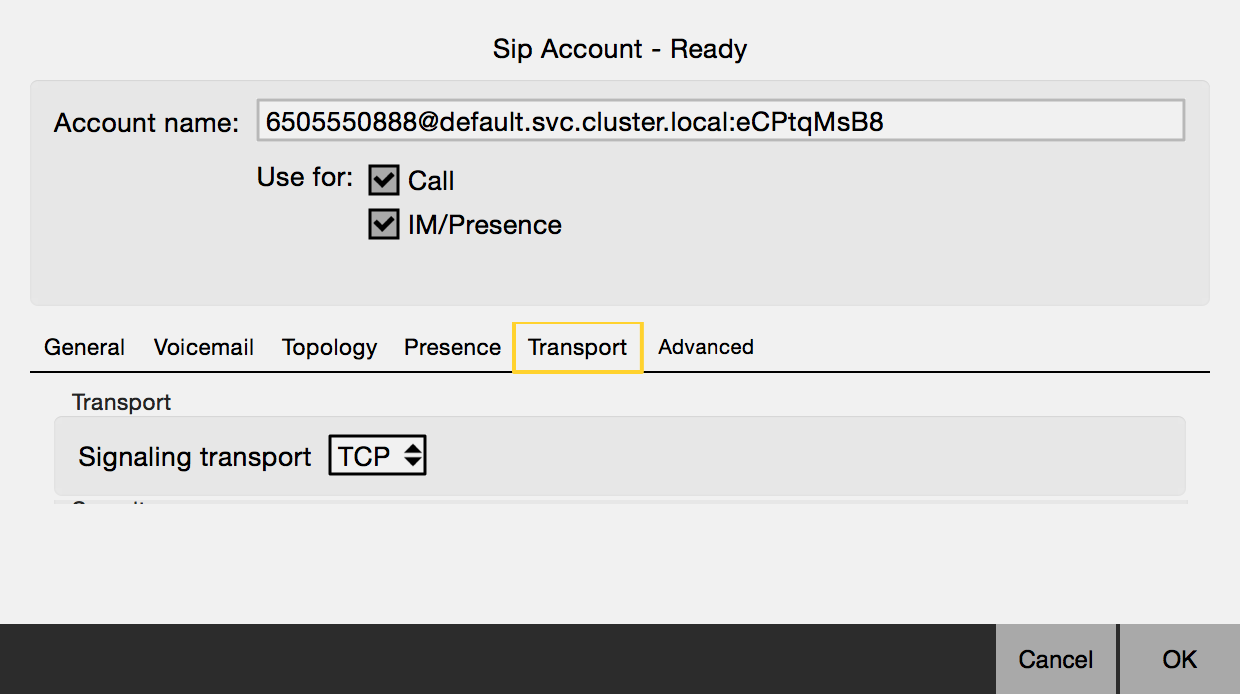 Sip Account - Ready
Account name: 6505550888@default.svc.cluster.local:eCPtqMsB8
Use for: Call
IM/Presence
General Voicemail Topology Presence Transport Advanced
Transport
Signaling transport TCP
Cancel OK